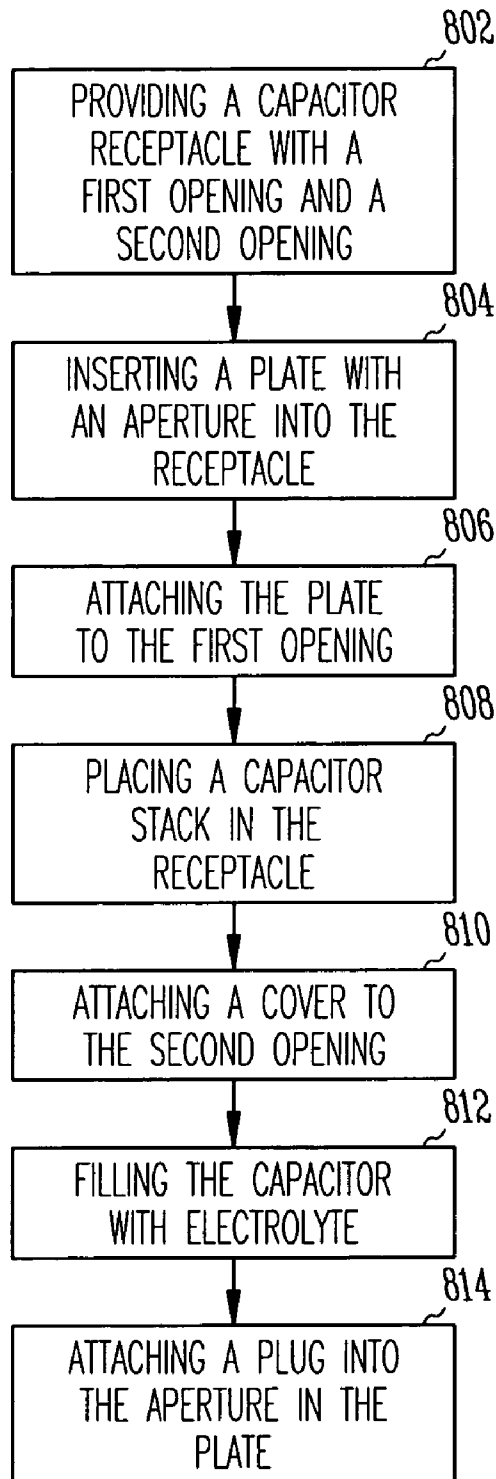 802
PROVIDING A CAPACITOR
RECEPTACLE WITH A
FIRST OPENING AND A
SECOND OPENING
804
INSERTING A PLATE WITH
AN APERTURE INTO THE
RECEPTACLE
806
ATTACHING THE PLATE
TO THE FIRST OPENING
808
PLACING A CAPACITOR
STACK IN THE
RECEPTACLE
810
ATTACHING A COVER TO
THE SECOND OPENING
812
FILLING THE CAPACITOR
WITH ELECTROLYTE
814
ATTACHING A PLUG INTO
THE APERTURE IN THE
PLATE